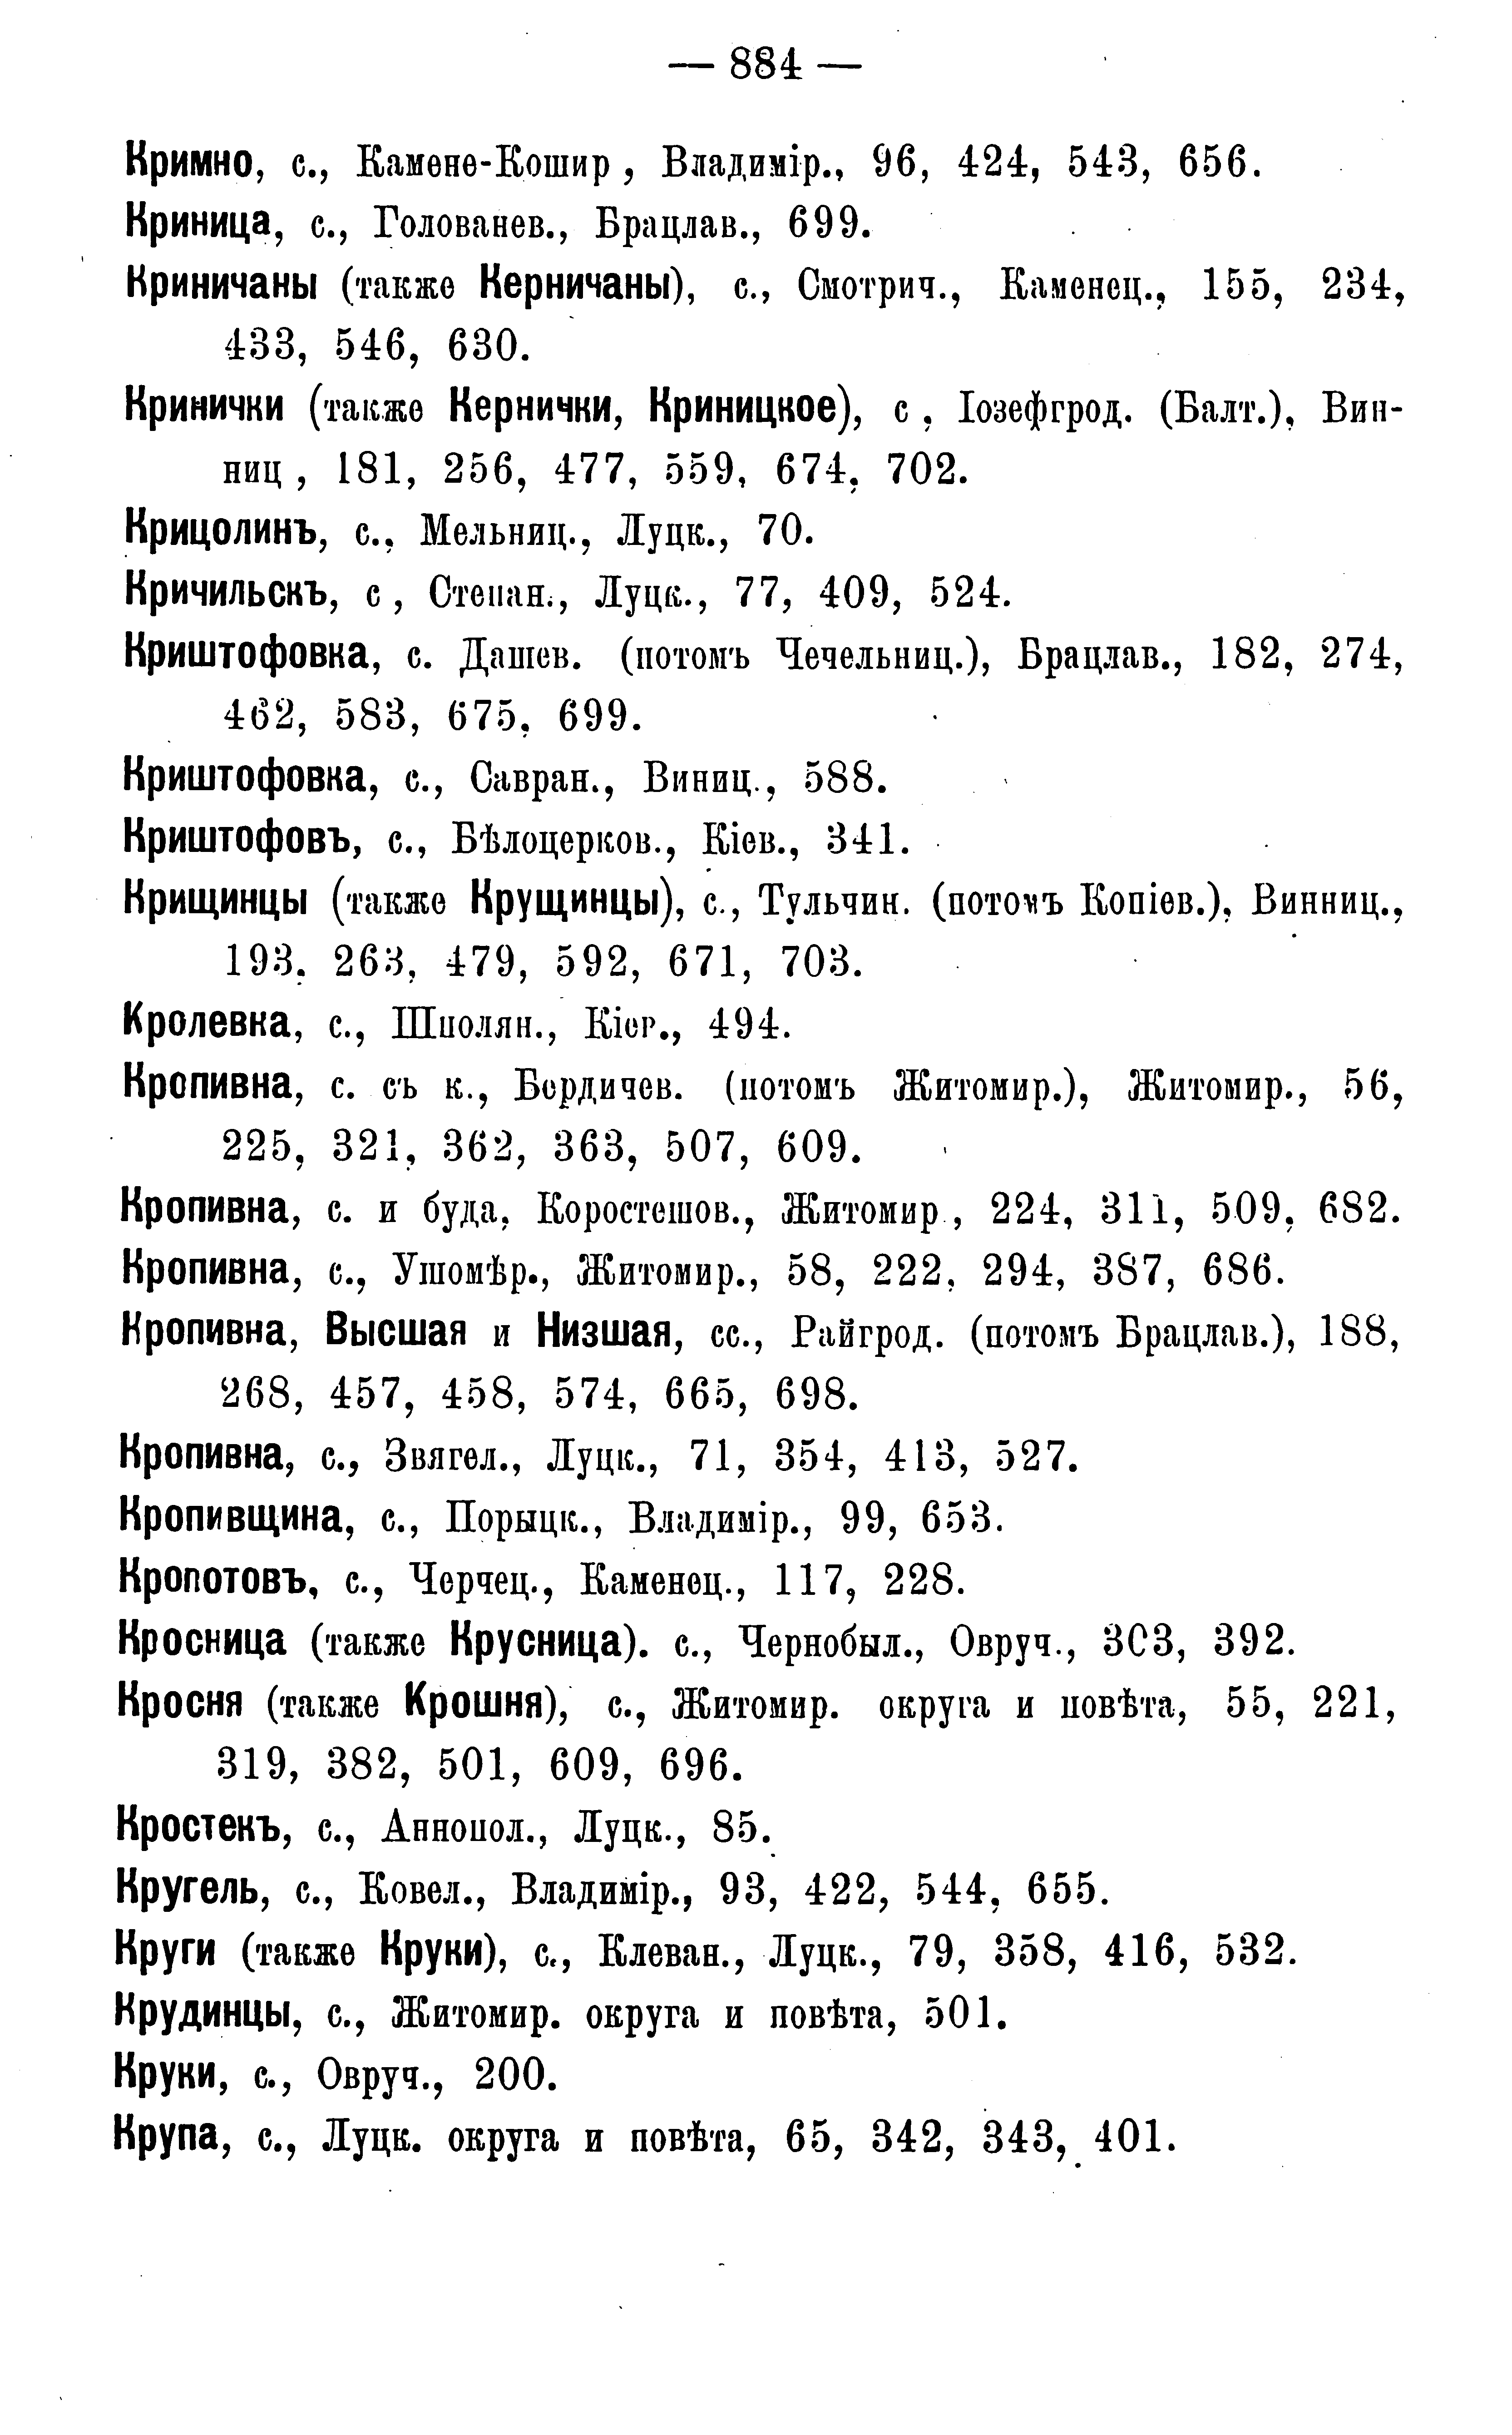 — 884 —
Кримно, с., Камене-Кошир , Владимір., 96, 424, 543, 656.
Криница, с., Голованев., Брацлав., 699.
Криничаны (также Керничаны), с., Смотрич., Каменец., 155, 234,
433, 546, 630.
Кринички (также Кернички, Криницкое), с , Іозефгрод. (Балт.), Вин-
ниц , 181, 256, 477, 559, 674, 702.
Крицолинъ, с., Мельниц., Луцк., 70.
Кричильскъ, с , Степан., Луцк., 77, 409, 524.
Криштофовка, с. Дашев. (потомъ Чечельниц.), Брацлав., 182, 274,
462, 583, 675, 699.
Криштофовка, с., Савран., Виниц., 588.
Криштофовъ, с., Бѣлоцерков., Кіев., 341.
Крищинцы (также Крущинцы), с., Тульчин. (потомъ Копіев.), Винниц.,
193. 263, 479, 592, 671, 703.
Кролевка, с., Шполян., Кіев., 494.
Кропивна, с. съ к., Бердичев. (потомъ Житомир.), Житомир., 56,
225, 321, 362, 363, 507, 609.
Кропивна, с. и буда, Коростешов., Житомир., 224, 311, 509, 682.
Кропивна, с., Ушомѣр., Житомир., 58, 222, 294, 387, 686.
Кропивна, Высшая и Низшая, сс., Райгрод. (потомъ Брацлав.), 188,
268, 457, 458, 574, 665, 698.
Кропивна, с., Звягел., Луцк., 71, 354, 413, 527.
Кропивщина, с., Порыцк., Владимір., 99, 653.
Кропотовъ, с., Черчец., Каменец., 117, 228.
Кросница (также Крусница). с., Чернобыл., Овруч., 303, 392.
Кросня (также Крошня), с., Житомир. округа и повѣта, 55, 221,
319, 382, 501, 609, 696.
Кростекъ, с., Аннопол., Луцк., 85.
Кругель, с., Ковел., Владимір., 93, 422, 544, 655.
Круги (также Круки), с., Клеван., Луцк., 79, 358, 416, 532.
Крудинцы, с., Житомир. округа и повѣта, 501.
Круки, с., Овруч., 200.
Крупа, с., Луцк. округа и повѣта, 65, 342, 343, 401.